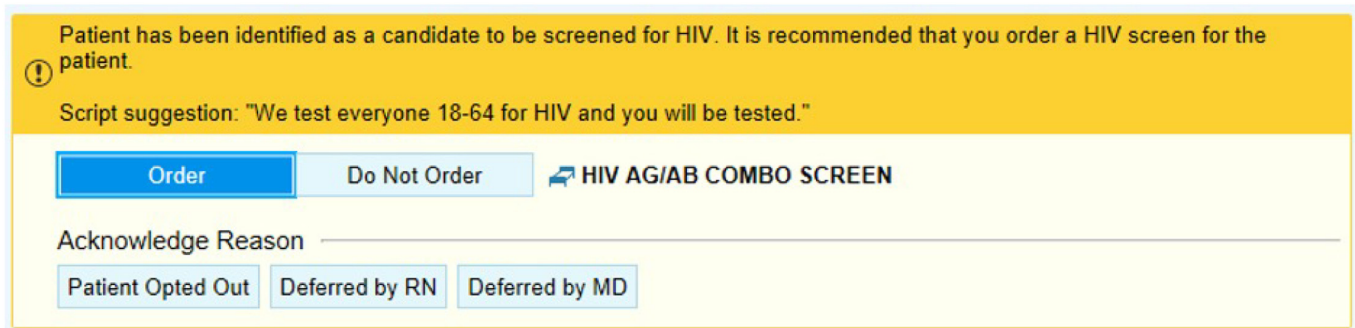 Patient has been identified as a candidate to be screened for HIV. It is recommended that you order a HIV screen for the
patient.
Script suggestion: "We test everyone 18-64 for HIV and you will be tested."
Order Do Not Order HIV AG/AB COMBO SCREEN
Acknowledge Reason
Patient Opted Out Deferred by RN Deferred by MD